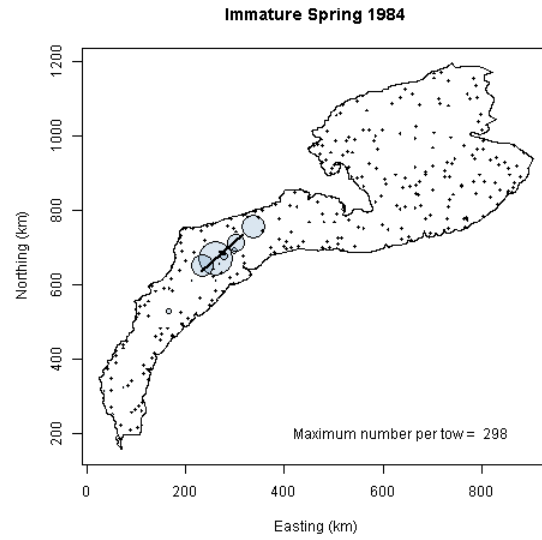 Immature Spring 1984
1200
1000
800
600
400
200
Northing (km)
Maximum number per tow = 298
0 200 400 600 800
Easting (km)